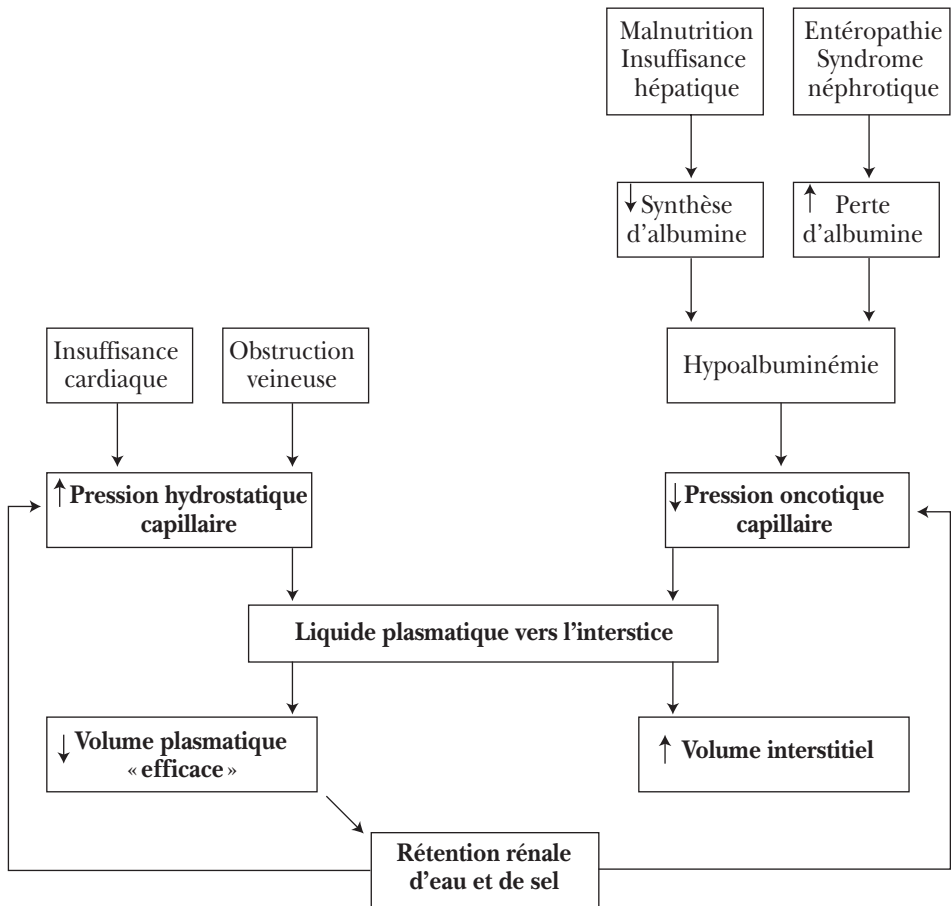 Malnutrition
Insuffisance
hépatique
Entéropathie
Syndrome
néphrotique
↓ Synthèse
d'albumine
↑ Perte
d'albumine
Insuffisance
cardiaque
Obstruction
veineuse
Hypoalbuminémie
↑ Pression hydrostatique
capillaire
↓ Pression oncotique
capillaire
Liquide plasmatique vers l'interstice
↓ Volume plasmatique
« efficace »
↑ Volume interstitiel
Rétention rénale
d'eau et de sel